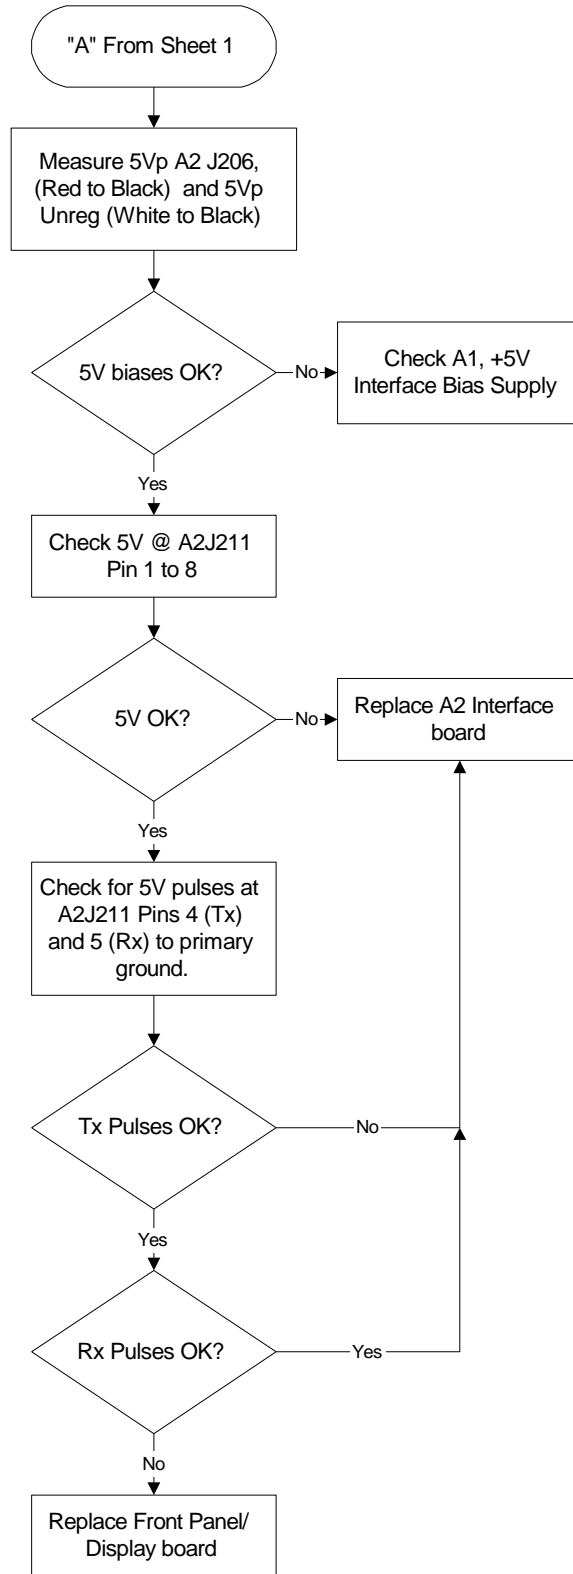 "A" From Sheet 1
Measure 5Vp A2 J206,
(Red to Black) and 5Vp
Unreg (White to Black)
5V biases OK?
No
Check A1, +5V
Interface Bias Supply
Yes
Check 5V @ A2J211
Pin 1 to 8
5V OK?
No
Replace A2 Interface
board
Yes
Check for 5V pulses at
A2J211 Pins 4 (Tx)
and 5 (Rx) to primary
ground.
Tx Pulses OK?
No
Yes
Rx Pulses OK?
Yes
No
Replace Front Panel/
Display board